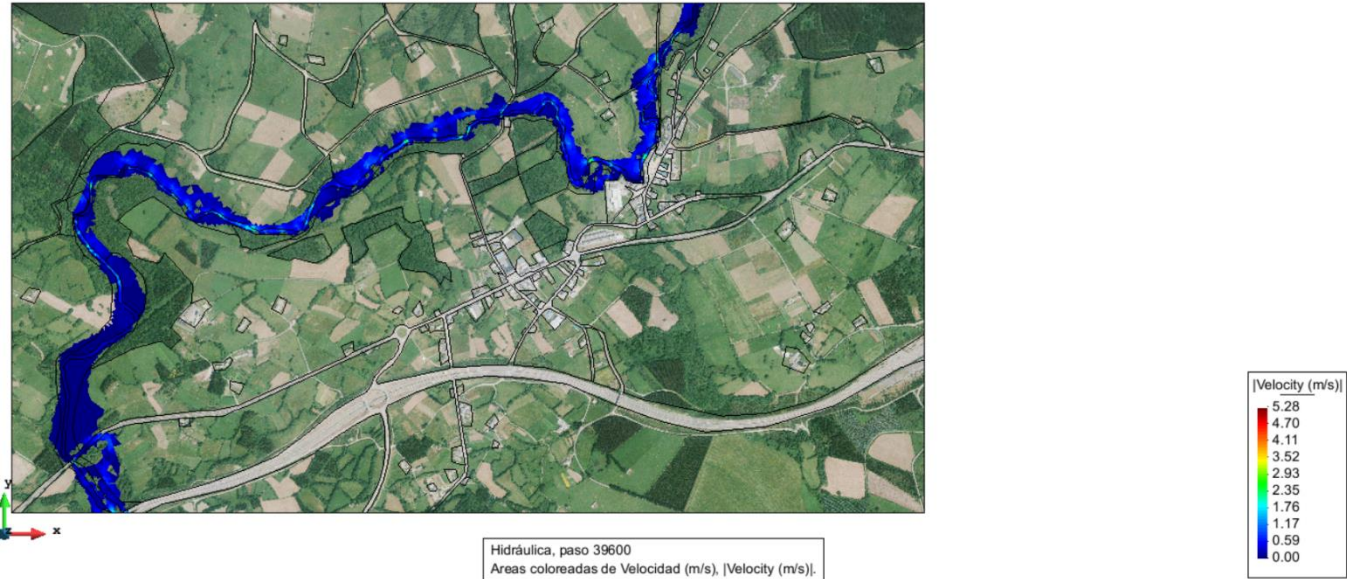 |Velocity (m/s)|
5.28
4.70
4.11
3.52
2.93
2.35
1.76
1.17
0.59
0.00
y
x
Hidráulica, paso 39600
Areas coloreadas de Velocidad (m/s), |Velocity (m/s)|.